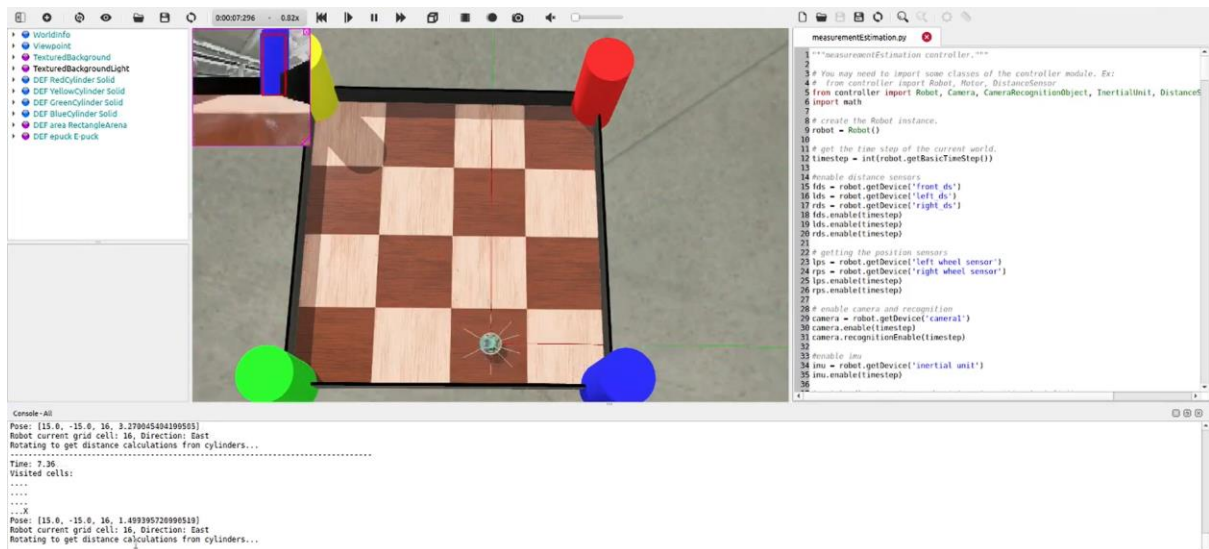 0:00:07:296 - 0.82x
WorldInfo
Viewpoint
TexturedBackground
TexturedBackgroundLight
DEF RedCylinder Solid
DEF YellowCylinder Solid
DEF GreenCylinder Solid
DEF BlueCylinder Solid
DEF area RectangleArena
DEF epuck E-puck
measurementEstimation.py
1 """measurementEstimation controller."""
2
3 # You may need to import some classes of the controller module. Ex:
4 # from controller import Robot, Motor, DistanceSensor
5 from controller import Robot, Camera, CameraRecognitionObject, InertialUnit, DistanceS
6 import math
7
8 # create the Robot instance.
9 robot = Robot()
10
11 # get the time step of the current world.
12 timestep = int(robot.getBasicTimeStep())
13
14 #enable distance sensors
15 fds = robot.getDevice('front_ds')
16 lds = robot.getDevice('left_ds')
17 rds = robot.getDevice('right_ds')
18 fds.enable(timestep)
19 lds.enable(timestep)
20 rds.enable(timestep)
21
22 # getting the position sensors
23 lps = robot.getDevice('left wheel sensor')
24 rps = robot.getDevice('right wheel sensor')
25 lps.enable(timestep)
26 rps.enable(timestep)
27
28 # enable camera and recognition
29 camera = robot.getDevice('camera1')
30 camera.enable(timestep)
31 camera.recognitionEnable(timestep)
32
33 #enable imu
34 imu = robot.getDevice('inertial unit')
35 imu.enable(timestep)
36
Console - All
Pose: [15.0, -15.0, 16, 3.270045404199505]
Robot current grid cell: 16, Direction: East
Rotating to get distance calculations from cylinders...
--------------------------------------------------------------------------------
Time: 7.36
Visited cells:
....
....
....
...X
Pose: [15.0, -15.0, 16, 1.499395720990519]
Robot current grid cell: 16, Direction: East
Rotating to get distance calculations from cylinders...